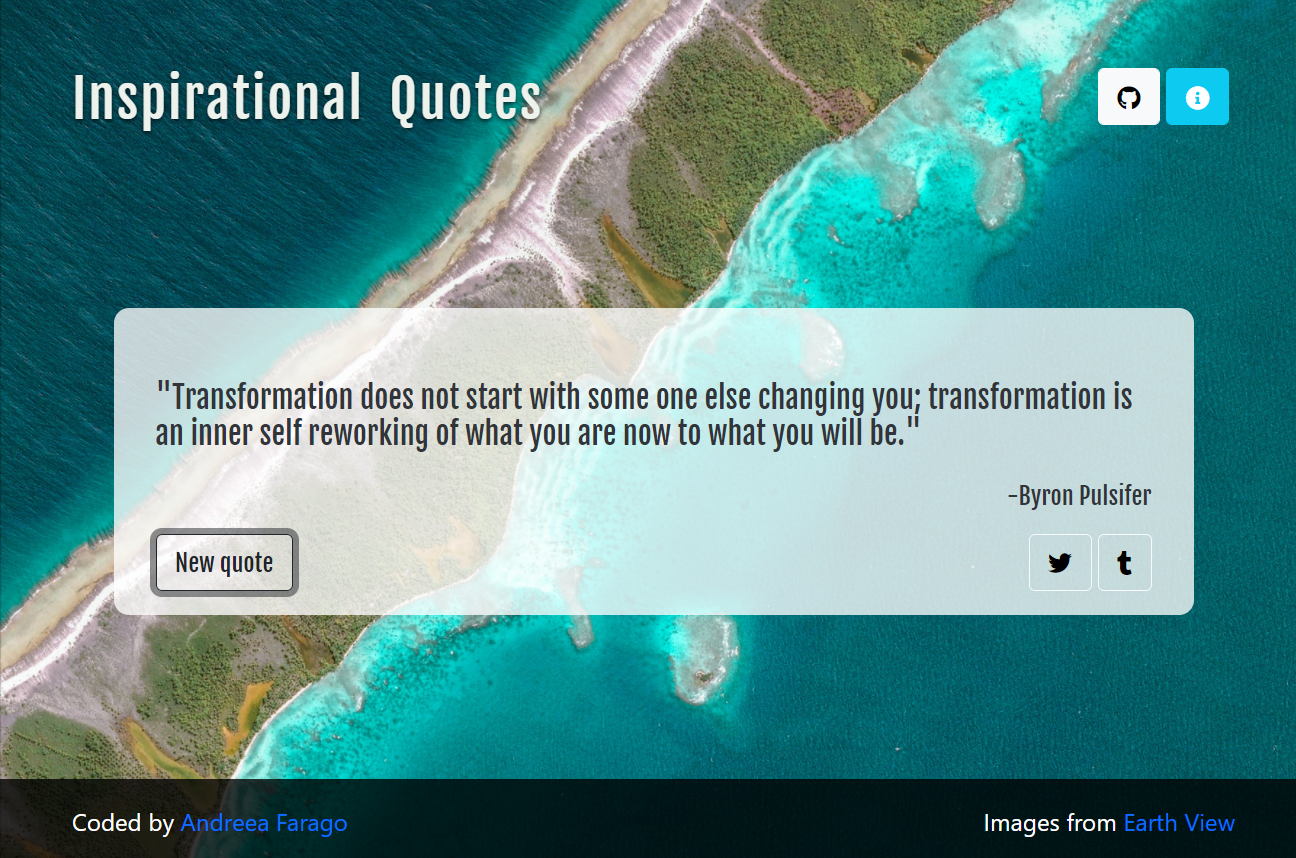 Inspirational Quotes
"Transformation does not start with some one else changing you; transformation is
an inner self reworking of what you are now to what you will be."
-Byron Pulsifer
New quote
Coded by Andreea Farago
Images from Earth View